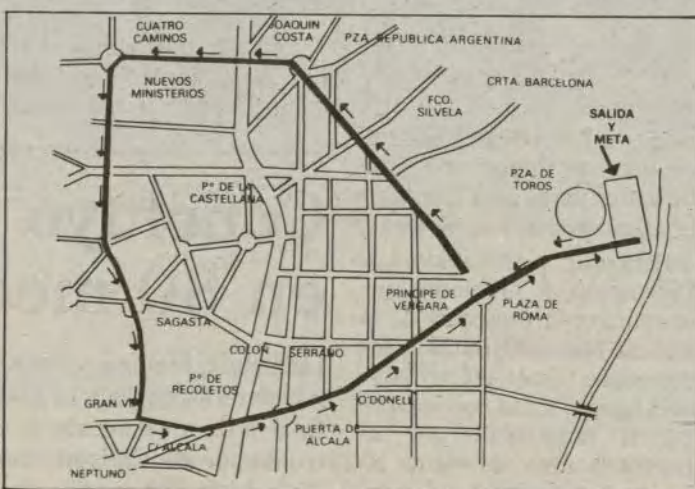 CUATRO
CAMINOS
JOAQUIN
COSTA
PZA. REPUBLICA ARGENTINA
NUEVOS
MINISTERIOS
FCO.
SILVELA
CRTA. BARCELONA
SALIDA
Y
META
PZA. DE
TOROS
Pº DE LA
CASTELLANA
PRINCIPE DE
VERGARA
PLAZA DE
ROMA
SAGASTA
COLON
SERRANO
Pº DE
RECOLETOS
O'DONELL
GRAN VIA
C/ ALCALA
PUERTA DE
ALCALA
NEPTUNO